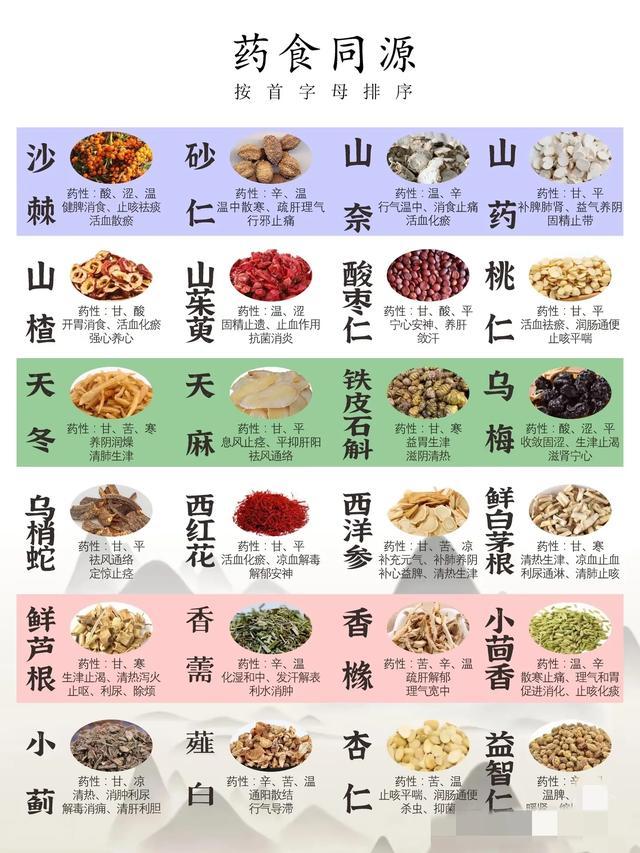 药食同源
按首字母排序
沙棘
药性：酸、涩、温
健脾消食、止咳祛痰
活血散瘀
砂仁
药性：辛、温
温中散寒、疏肝理气
行邪止痛
山奈
药性：温、辛
行气温中、消食止痛
活血化瘀
山药
药性：甘、平
补脾肺肾、益气养阴
固精止带
山楂
药性：甘、酸
开胃消食、活血化瘀
强心养心
山茱萸
药性：温、涩
固精止遗、止血作用
抗菌消炎
酸枣仁
药性：甘、酸、平
宁心安神、养肝
敛汗
桃仁
药性：甘、平
活血祛瘀、润肠通便
止咳平喘
天冬
药性：甘、苦、寒
养阴润燥
清肺生津
天麻
药性：甘、平
息风止痉、平抑肝阳
祛风通络
铁皮石斛
药性：甘、寒
益胃生津
滋阴清热
乌梅
药性：酸、涩、平
收敛固涩、生津止渴
滋肾宁心
乌梢蛇
药性：甘、平
祛风通络
定惊止痉
西红花
药性：甘、平
活血化瘀、凉血解毒
解郁安神
西洋参
药性：甘、苦、凉
补充元气、补肺养阴
补心益脾、清热生津
鲜白茅根
药性：甘、寒
清热生津、凉血止血
利尿通淋、清肺止咳
鲜芦根
药性：甘、寒
生津止渴、清热泻火
止呕、利尿、除烦
香薷
药性：辛、温
化湿和中、发汗解表
利水消肿
香橼
药性：苦、辛、温
疏肝解郁
理气宽中
小茴香
药性：温、辛
散寒止痛、理气和胃
促进消化、止咳化痰
小蓟
药性：甘、凉
清热、消肿利尿
解毒消痈、清肝利胆
薤白
药性：辛、苦、温
通阳散结
行气导滞
杏仁
药性：苦、温
止咳平喘、润肠通便
杀虫、抑菌
益智仁
药性：辛、
温脾、
暖肾、